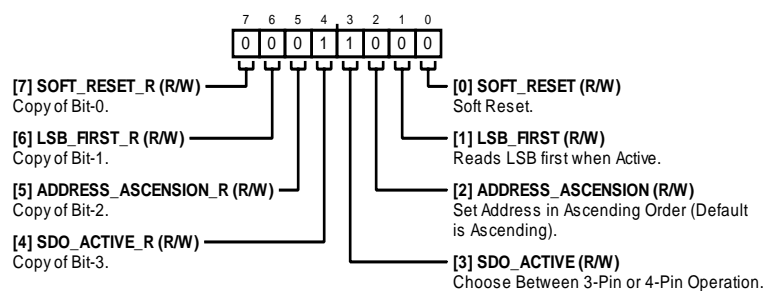 7 6 5 4 3 2 1 0
0 0 0 1 1 0 0 0
[7] SOFT_RESET_R (R/W)
Copy of Bit-0.
[6] LSB_FIRST_R (R/W)
Copy of Bit-1.
[5] ADDRESS_ASCENSION_R (R/W)
Copy of Bit-2.
[4] SDO_ACTIVE_R (R/W)
Copy of Bit-3.
[0] SOFT_RESET (R/W)
Soft Reset.
[1] LSB_FIRST (R/W)
Reads LSB first when Active.
[2] ADDRESS_ASCENSION (R/W)
Set Address in Ascending Order (Default
is Ascending).
[3] SDO_ACTIVE (R/W)
Choose Between 3-Pin or 4-Pin Operation.